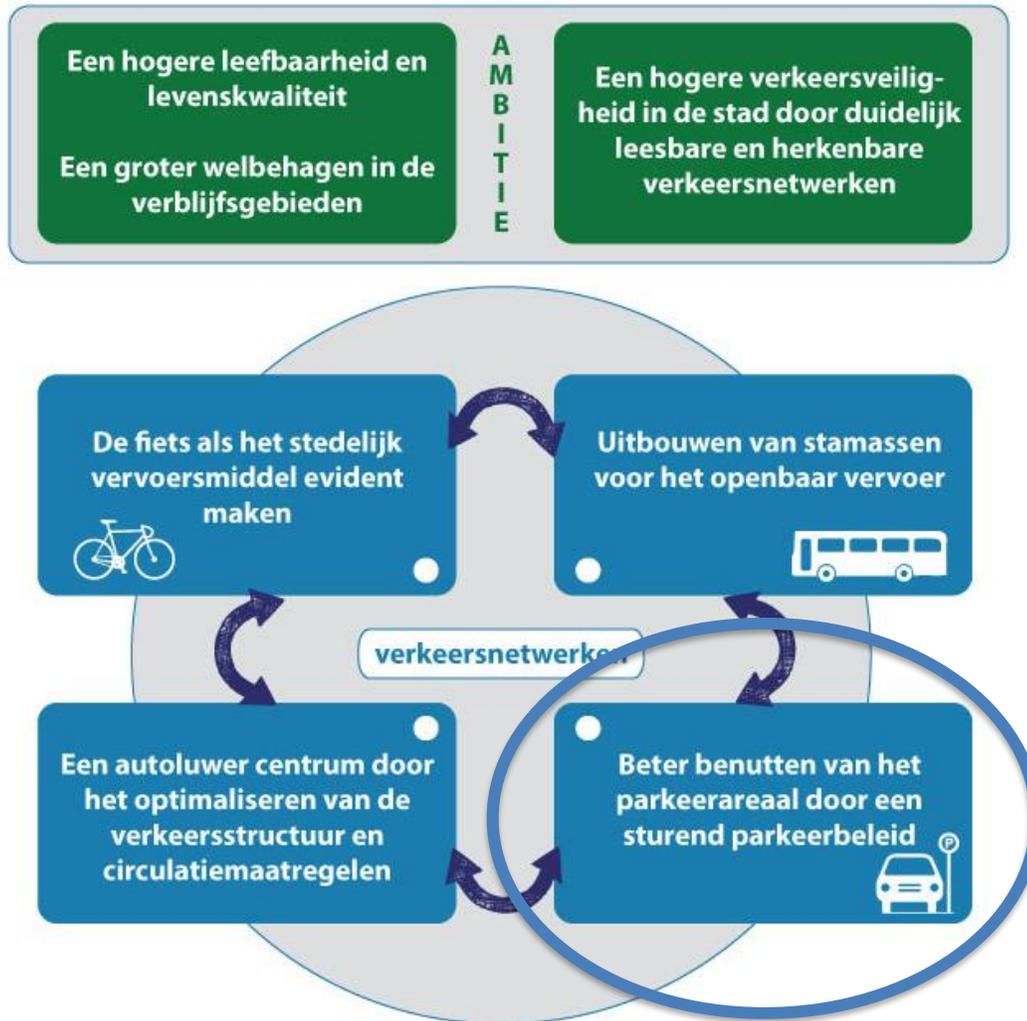 Een hogere leefbaarheid en
levenskwaliteit
Een groter welbehagen in de
verblijfsgebieden
A
M
B
I
T
I
E
Een hogere verkeersveilig-
heid in de stad door duidelijk
leesbare en herkenbare
verkeersnetwerken
De fiets als het stedelijk
vervoersmiddel evident
maken
Uitbouwen van stamassen
voor het openbaar vervoer
verkeersnetwerken
Een autoluwer centrum door
het optimaliseren van de
verkeersstructuur en
circulatiemaatregelen
Beter benutten van het
parkeerareaal door een
sturend parkeerbeleid
P